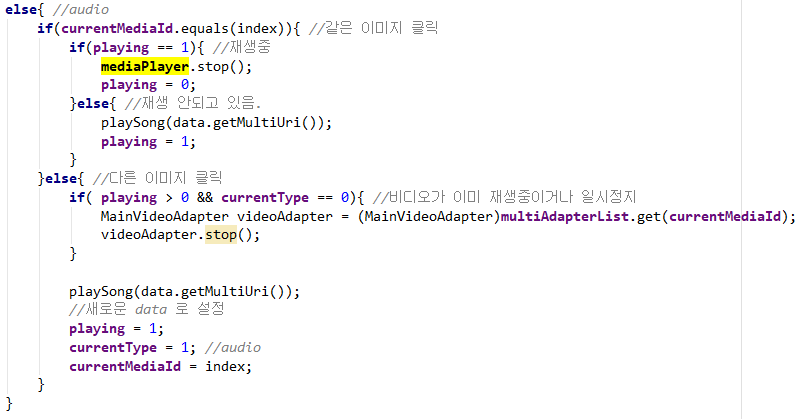 else{ //audio
    if(currentMediaId.equals(index)){ //같은 이미지 클릭
        if(playing == 1){ //재생중
            mediaPlayer.stop();
            playing = 0;
        }else{ //재생 안되고 있음.
            playSong(data.getMultiUri());
            playing = 1;
        }
    }else{ //다른 이미지 클릭
        if( playing > 0 && currentType == 0){ //비디오가 이미 재생중이거나 일시정지
            MainVideoAdapter videoAdapter = (MainVideoAdapter)multiAdapterList.get(currentMediaId);
            videoAdapter.stop();
        }

        playSong(data.getMultiUri());
        //새로운 data 로 설정
        playing = 1;
        currentType = 1; //audio
        currentMediaId = index;
    }
}